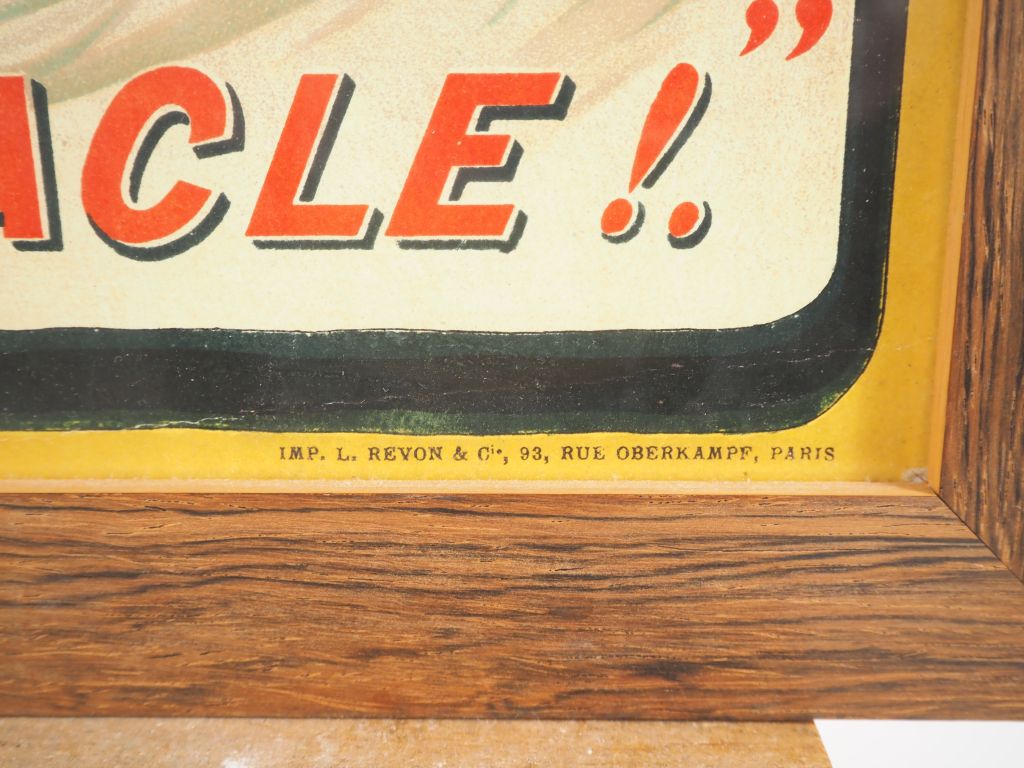 ACLE!.”
IMP. L. REVON & Cie, 93, RUE OBERKAMPF, PARIS